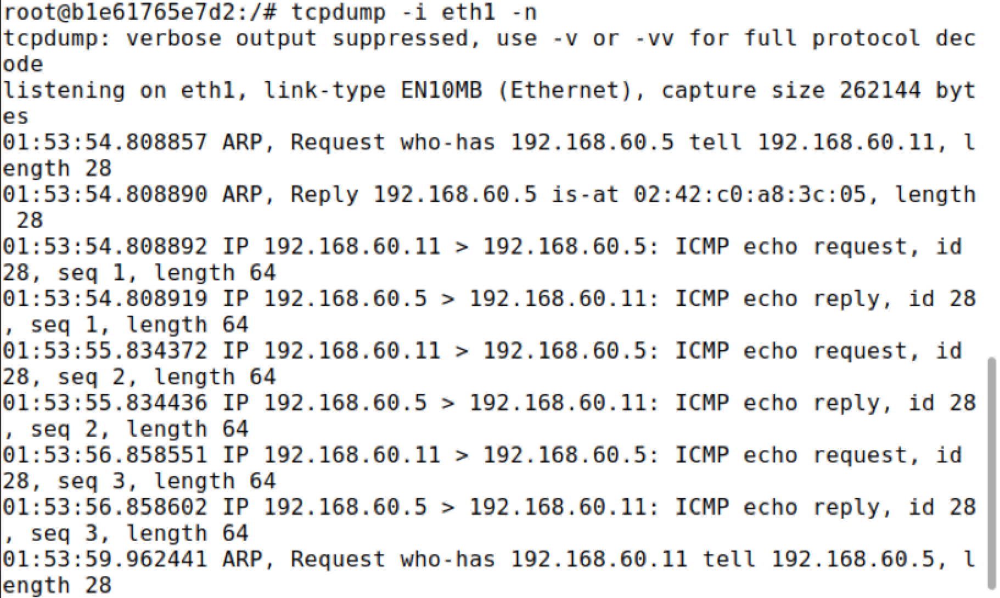 root@b1e61765e7d2:/# tcpdump -i eth1 -n
tcpdump: verbose output suppressed, use -v or -vv for full protocol dec
ode
listening on eth1, link-type EN10MB (Ethernet), capture size 262144 byt
es
01:53:54.808857 ARP, Request who-has 192.168.60.5 tell 192.168.60.11, l
ength 28
01:53:54.808890 ARP, Reply 192.168.60.5 is-at 02:42:c0:a8:3c:05, length
 28
01:53:54.808892 IP 192.168.60.11 > 192.168.60.5: ICMP echo request, id
28, seq 1, length 64
01:53:54.808919 IP 192.168.60.5 > 192.168.60.11: ICMP echo reply, id 28
, seq 1, length 64
01:53:55.834372 IP 192.168.60.11 > 192.168.60.5: ICMP echo request, id
28, seq 2, length 64
01:53:55.834436 IP 192.168.60.5 > 192.168.60.11: ICMP echo reply, id 28
, seq 2, length 64
01:53:56.858551 IP 192.168.60.11 > 192.168.60.5: ICMP echo request, id
28, seq 3, length 64
01:53:56.858602 IP 192.168.60.5 > 192.168.60.11: ICMP echo reply, id 28
, seq 3, length 64
01:53:59.962441 ARP, Request who-has 192.168.60.11 tell 192.168.60.5, l
ength 28